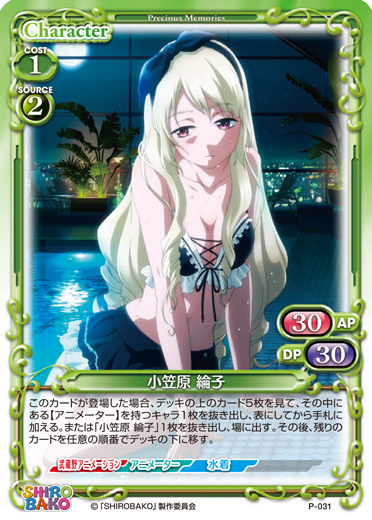 Precious Memories
Character
COST
1
SOURCE
2
30 AP
DP 30
小笠原 綸子
このカードが登場した場合、デッキの上のカード5枚を見て、その中に
ある【アニメーター】を持つキャラ1枚を抜き出し、表にしてから手札に
加える。または「小笠原 綸子」1枚を抜き出し、場に出す。その後、残りの
カードを任意の順番でデッキの下に移す。
武蔵野アニメーション アニメーター 水着
SHIRO
BAKO
©「SHIROBAKO」製作委員会 P-031